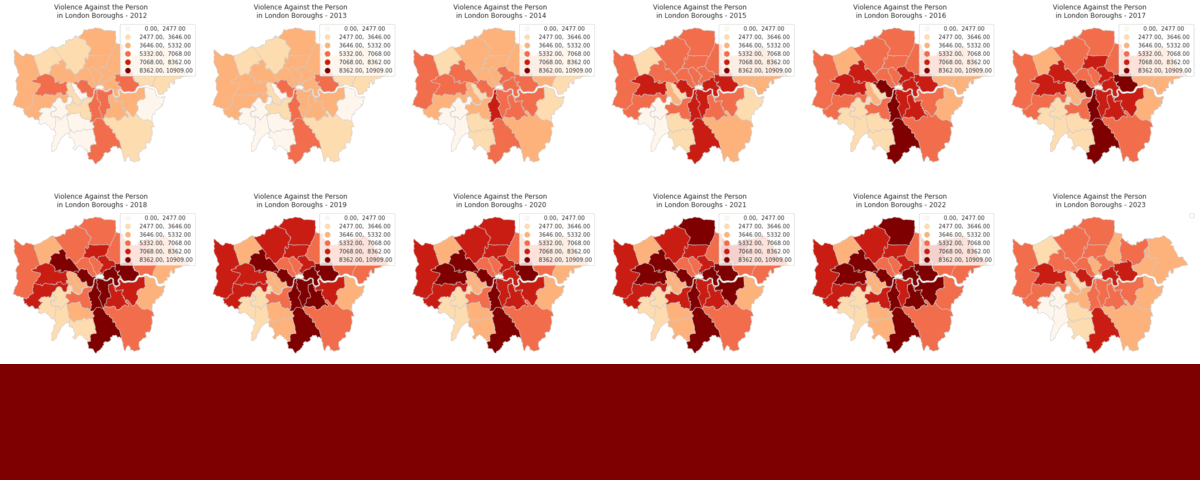 Violence Against the Person
in London Boroughs - 2012
0.00, 2477.00
2477.00, 3646.00
3646.00, 5332.00
5332.00, 7068.00
7068.00, 8362.00
8362.00, 10909.00
Violence Against the Person
in London Boroughs - 2013
0.00, 2477.00
2477.00, 3646.00
3646.00, 5332.00
5332.00, 7068.00
7068.00, 8362.00
8362.00, 10909.00
Violence Against the Person
in London Boroughs - 2014
0.00, 2477.00
2477.00, 3646.00
3646.00, 5332.00
5332.00, 7068.00
7068.00, 8362.00
8362.00, 10909.00
Violence Against the Person
in London Boroughs - 2015
0.00, 2477.00
2477.00, 3646.00
3646.00, 5332.00
5332.00, 7068.00
7068.00, 8362.00
8362.00, 10909.00
Violence Against the Person
in London Boroughs - 2016
0.00, 2477.00
2477.00, 3646.00
3646.00, 5332.00
5332.00, 7068.00
7068.00, 8362.00
8362.00, 10909.00
Violence Against the Person
in London Boroughs - 2017
0.00, 2477.00
2477.00, 3646.00
3646.00, 5332.00
5332.00, 7068.00
7068.00, 8362.00
8362.00, 10909.00
Violence Against the Person
in London Boroughs - 2018
0.00, 2477.00
2477.00, 3646.00
3646.00, 5332.00
5332.00, 7068.00
7068.00, 8362.00
8362.00, 10909.00
Violence Against the Person
in London Boroughs - 2019
0.00, 2477.00
2477.00, 3646.00
3646.00, 5332.00
5332.00, 7068.00
7068.00, 8362.00
8362.00, 10909.00
Violence Against the Person
in London Boroughs - 2020
0.00, 2477.00
2477.00, 3646.00
3646.00, 5332.00
5332.00, 7068.00
7068.00, 8362.00
8362.00, 10909.00
Violence Against the Person
in London Boroughs - 2021
0.00, 2477.00
2477.00, 3646.00
3646.00, 5332.00
5332.00, 7068.00
7068.00, 8362.00
8362.00, 10909.00
Violence Against the Person
in London Boroughs - 2022
0.00, 2477.00
2477.00, 3646.00
3646.00, 5332.00
5332.00, 7068.00
7068.00, 8362.00
8362.00, 10909.00
Violence Against the Person
in London Boroughs - 2023